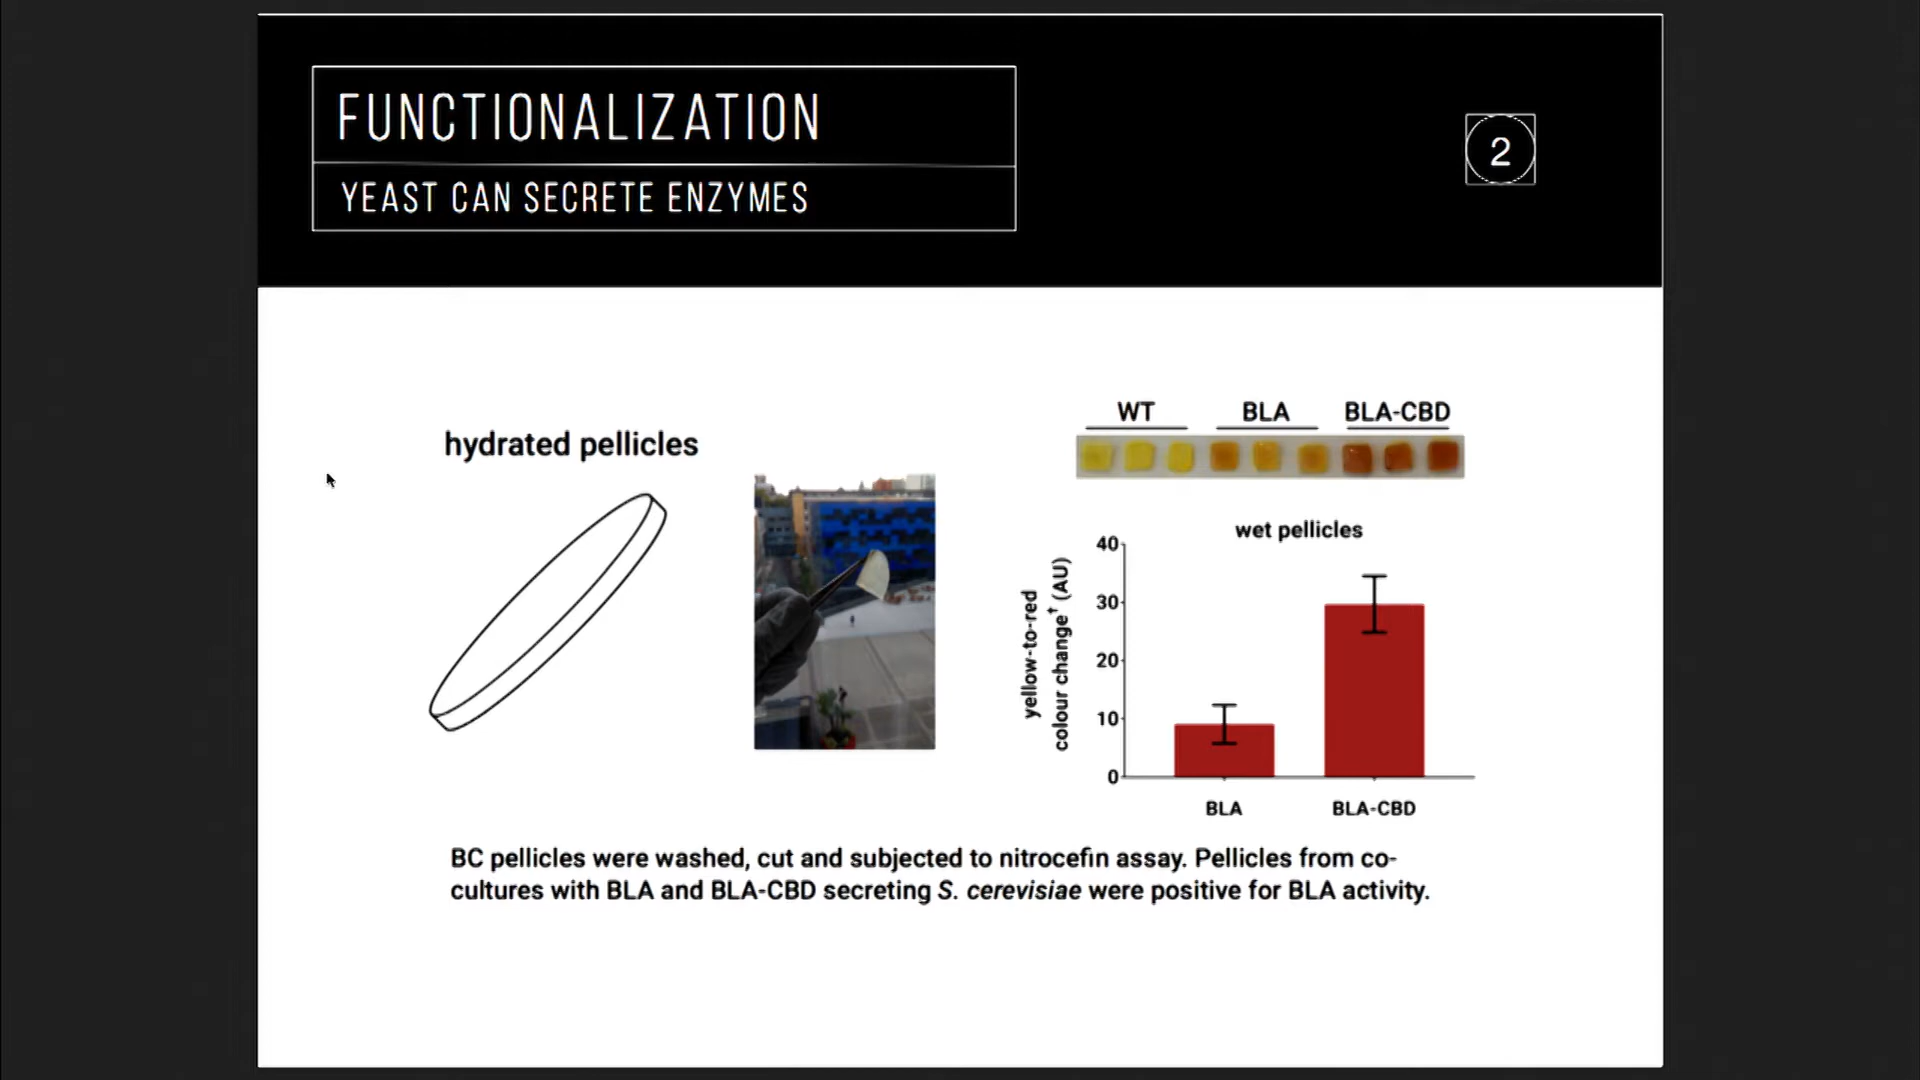 FUNCTIONALIZATION
YEAST CAN SECRETE ENZYMES
2
hydrated pellicles
WT BLA BLA-CBD
wet pellicles
yellow-to-red
colour change† (AU)
40
30
20
10
0
BLA BLA-CBD
BC pellicles were washed, cut and subjected to nitrocefin assay. Pellicles from co-
cultures with BLA and BLA-CBD secreting S. cerevisiae were positive for BLA activity.